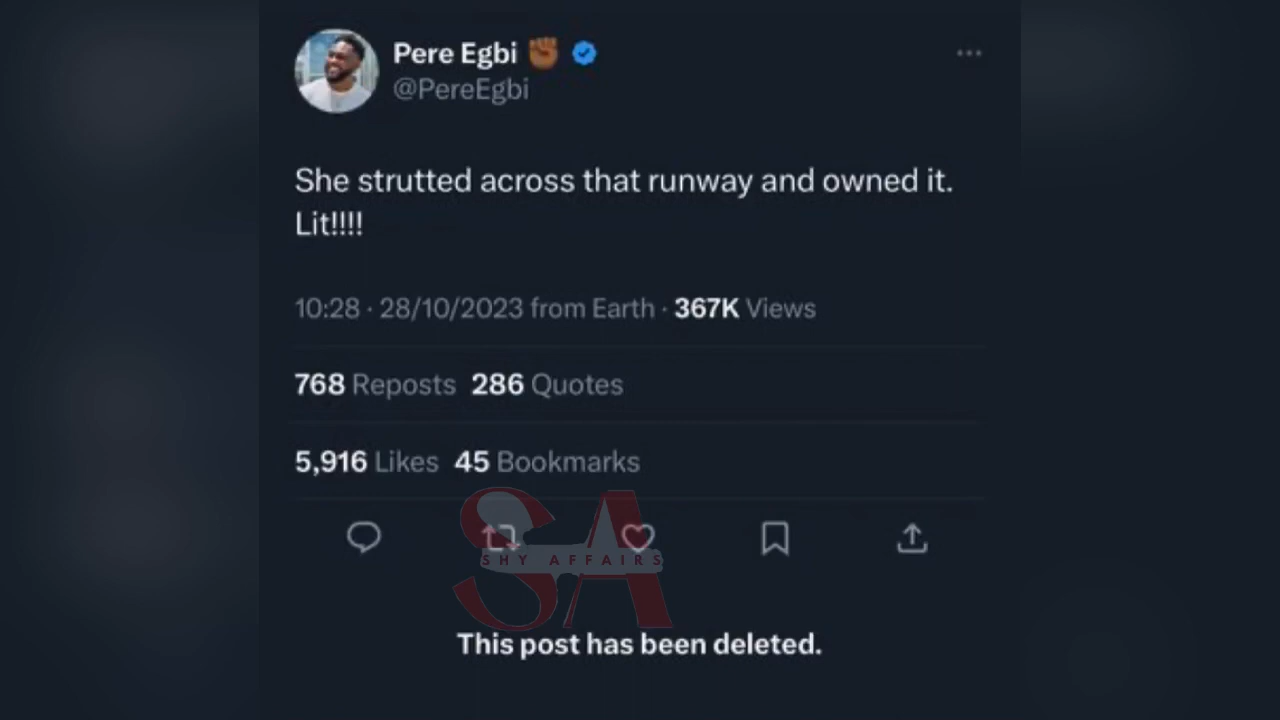 Pere Egbi
@PereEgbi
She strutted across that runway and owned it.
Lit!!!!
10:28 · 28/10/2023 from Earth · 367K Views
768 Reposts 286 Quotes
5,916 Likes 45 Bookmarks
SA
SHY AFFAIRS
This post has been deleted.